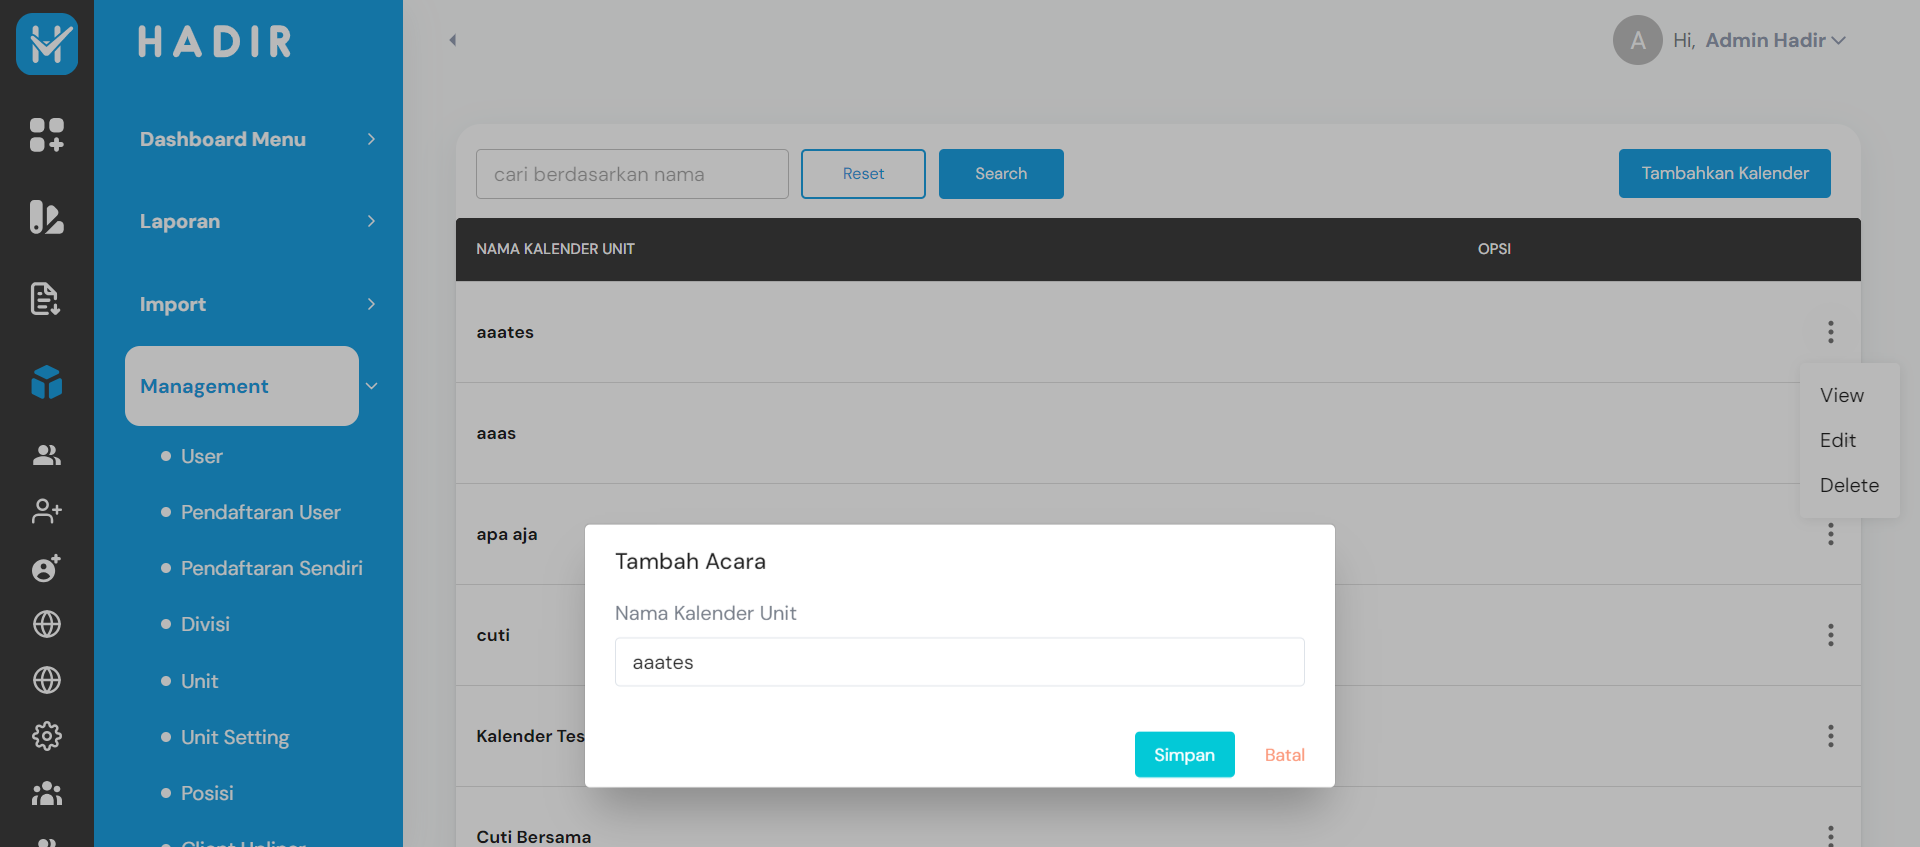 HADIR
Dashboard Menu
Laporan
Import
Management
User
Pendaftaran User
Pendaftaran Sendiri
Divisi
Unit
Unit Setting
Posisi
A Hi, Admin Hadir
cari berdasarkan nama Reset Search Tambahkan Kalender
NAMA KALENDER UNIT OPSI
aaates
View
Edit
Delete
aaas
apa aja
cuti
Kalender Tes
Cuti Bersama
Tambah Acara
Nama Kalender Unit
aaates
Simpan Batal